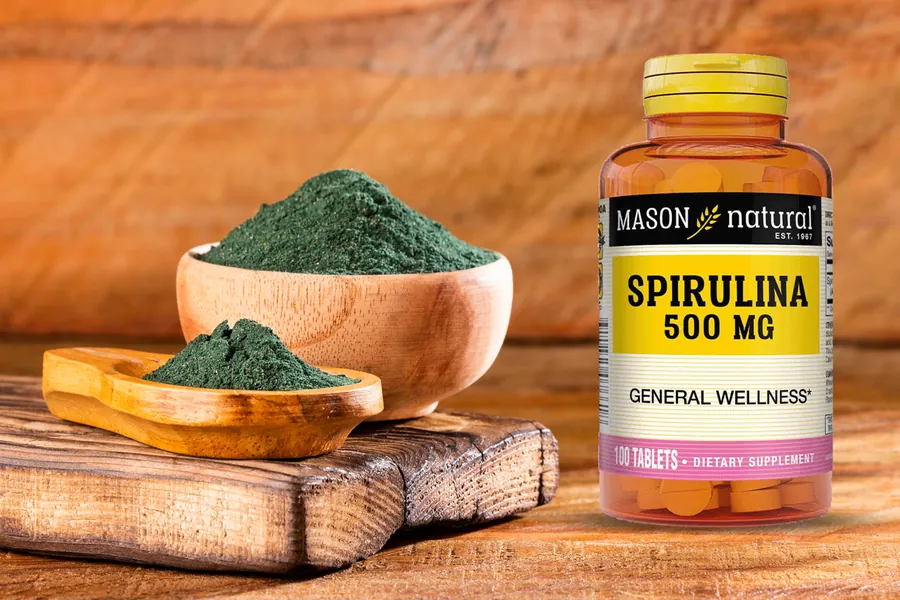 MASON natural®
EST. 1967
SPIRULINA
500 MG
GENERAL WELLNESS*
100 TABLETS • DIETARY SUPPLEMENT